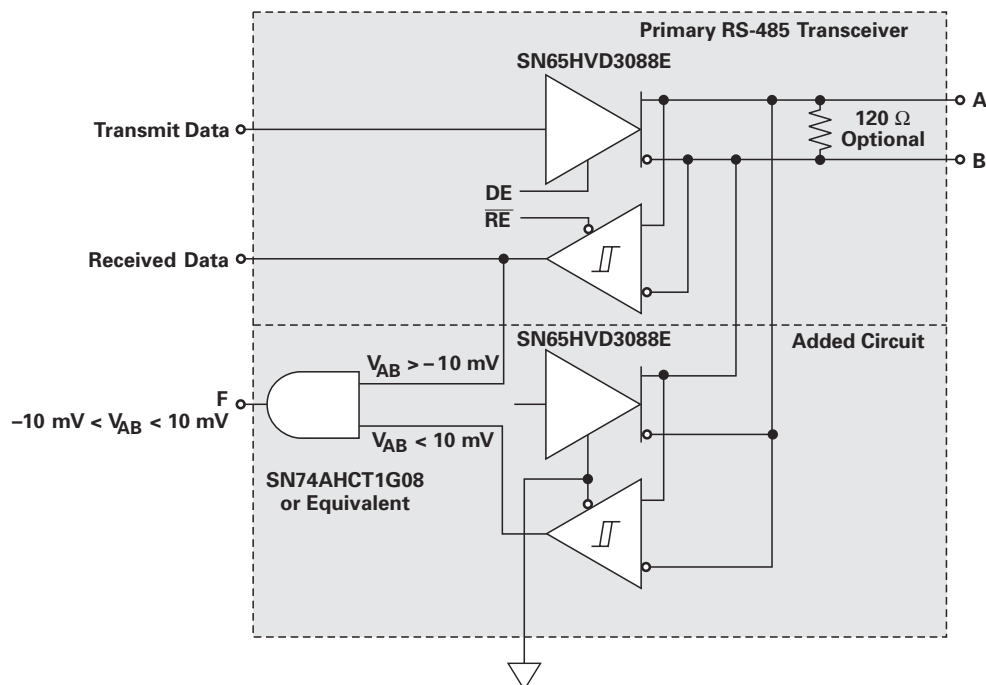 Primary RS-485 Transceiver
SN65HVD3088E
A
Transmit Data
120 Ω
Optional
B
DE
R̅E̅
Received Data
SN65HVD3088E
Added Circuit
V_AB > –10 mV
F
–10 mV < V_AB < 10 mV
V_AB < 10 mV
SN74AHCT1G08
or Equivalent